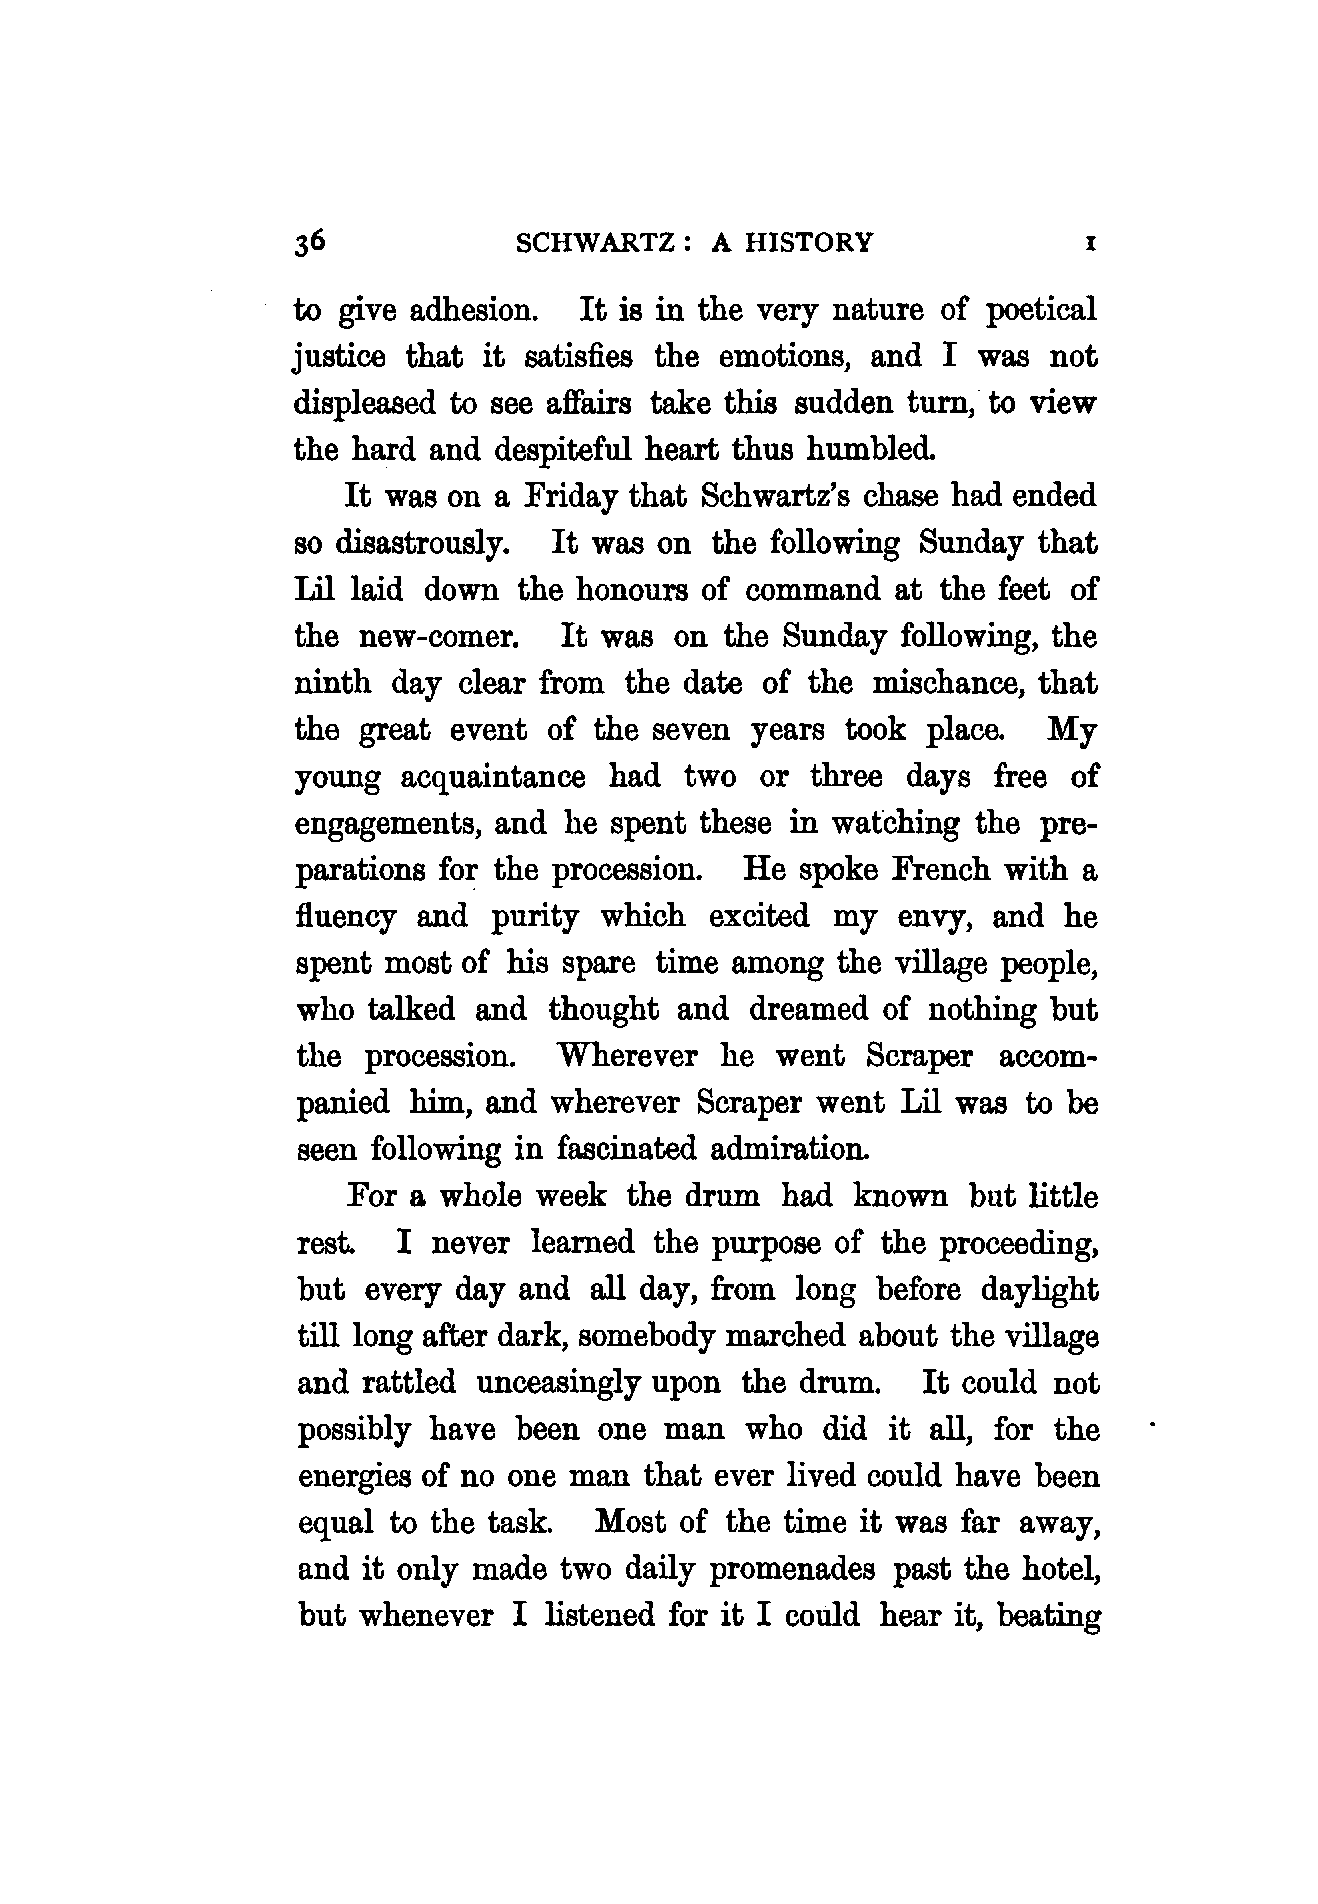 36 SCHWARTZ: A HISTORY I
to give adhesion. It is in the very nature of poetical
justice that it satisfies the emotions, and I was not
displeased to see affairs take this sudden turn, to view
the hard and despiteful heart thus humbled.
It was on a Friday that Schwartz's chase had ended
so disastrously. It was on the following Sunday that
Lil laid down the honours of command at the feet of
the new-comer. It was on the Sunday following, the
ninth day clear from the date of the mischance, that
the great event of the seven years took place. My
young acquaintance had two or three days free of
engagements, and he spent these in watching the pre-
parations for the procession. He spoke French with a
fluency and purity which excited my envy, and he
spent most of his spare time among the village people,
who talked and thought and dreamed of nothing but
the procession. Wherever he went Scraper accom-
panied him, and wherever Scraper went Lil was to be
seen following in fascinated admiration.
For a whole week the drum had known but little
rest. I never learned the purpose of the proceeding,
but every day and all day, from long before daylight
till long after dark, somebody marched about the village
and rattled unceasingly upon the drum. It could not
possibly have been one man who did it all, for the
energies of no one man that ever lived could have been
equal to the task. Most of the time it was far away,
and it only made two daily promenades past the hotel,
but whenever I listened for it I could hear it, beating